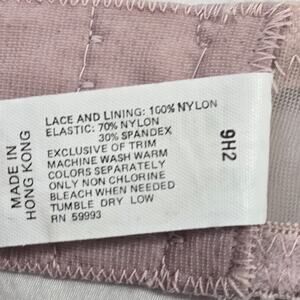 MADE IN
HONG KONG
LACE AND LINING: 100% NYLON
ELASTIC: 70% NYLON
30% SPANDEX
EXCLUSIVE OF TRIM
MACHINE WASH WARM
COLORS SEPARATELY
ONLY NON CHLORINE
BLEACH WHEN NEEDED
TUMBLE DRY LOW
RN 59993
9H2